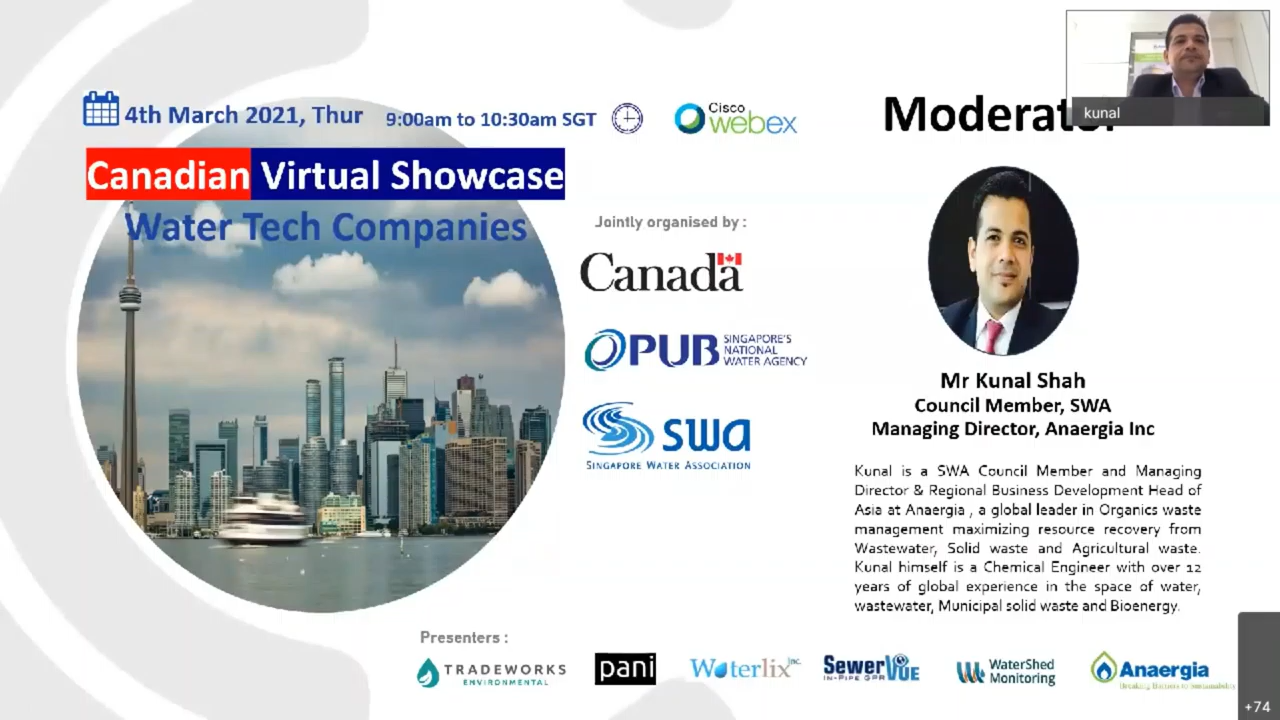 4th March 2021, Thur
9:00am to 10:30am SGT
Cisco
webex
Moderator
kunal
Canadian Virtual Showcase
Water Tech Companies
Jointly organised by :
Canada
PUB SINGAPORE'S
NATIONAL
WATER AGENCY
swa
SINGAPORE WATER ASSOCIATION
Mr Kunal Shah
Council Member, SWA
Managing Director, Anaergia Inc
Kunal is a SWA Council Member and Managing
Director & Regional Business Development Head of
Asia at Anaergia , a global leader in Organics waste
management maximizing resource recovery from
Wastewater, Solid waste and Agricultural waste.
Kunal himself is a Chemical Engineer with over 12
years of global experience in the space of water,
wastewater, Municipal solid waste and Bioenergy.
Presenters :
TRADEWORKS
ENVIRONMENTAL
pani
Waterlix Inc.
SewerVUE
IN-PIPE GPR
WaterShed
Monitoring
Anaergia
Breaking Barriers to Sustainability
+74